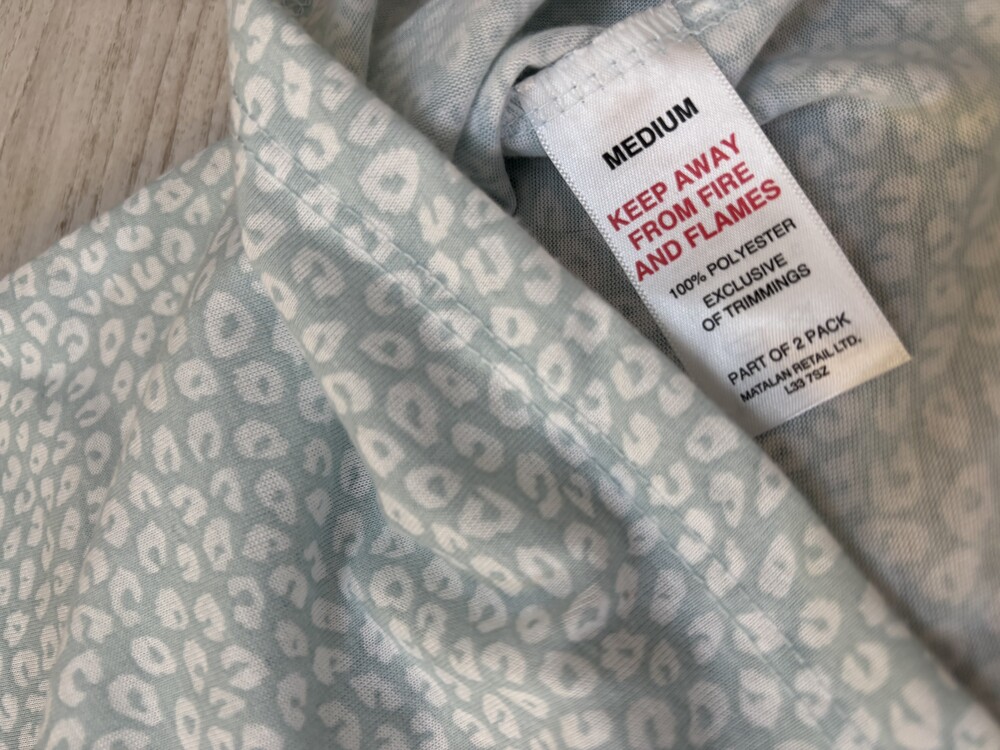 MEDIUM
KEEP AWAY
FROM FIRE
AND FLAMES
100% POLYESTER
EXCLUSIVE
OF TRIMMINGS
PART OF 2 PACK
MATALAN RETAIL LTD.
L33 7SZ